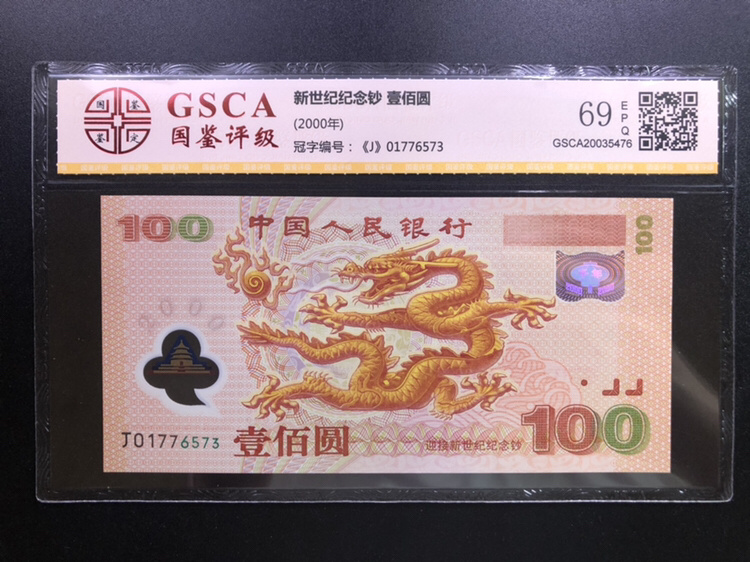 国鉴
鉴定
GSCA
国鉴评级
新世纪纪念钞 壹佰圆
(2000年)
冠字编号：《J》01776573
69
EPQ
GSCA20035476
100
中国人民银行
100
2000
J01776573
壹佰圆
迎接新世纪纪念钞
100